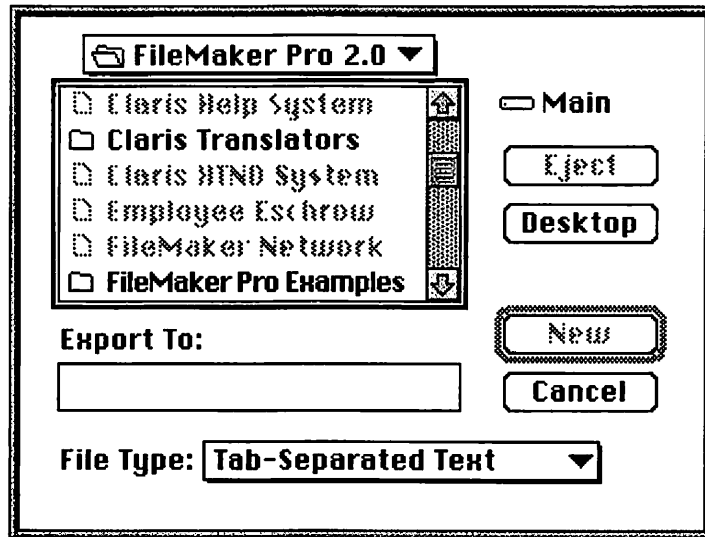 FileMaker Pro 2.0
Claris Help System
Main
Claris Translators
Claris XTND System
Eject
Employee Eschrow
Desktop
FileMaker Network
FileMaker Pro Examples
Export To:
New
Cancel
File Type: Tab-Separated Text